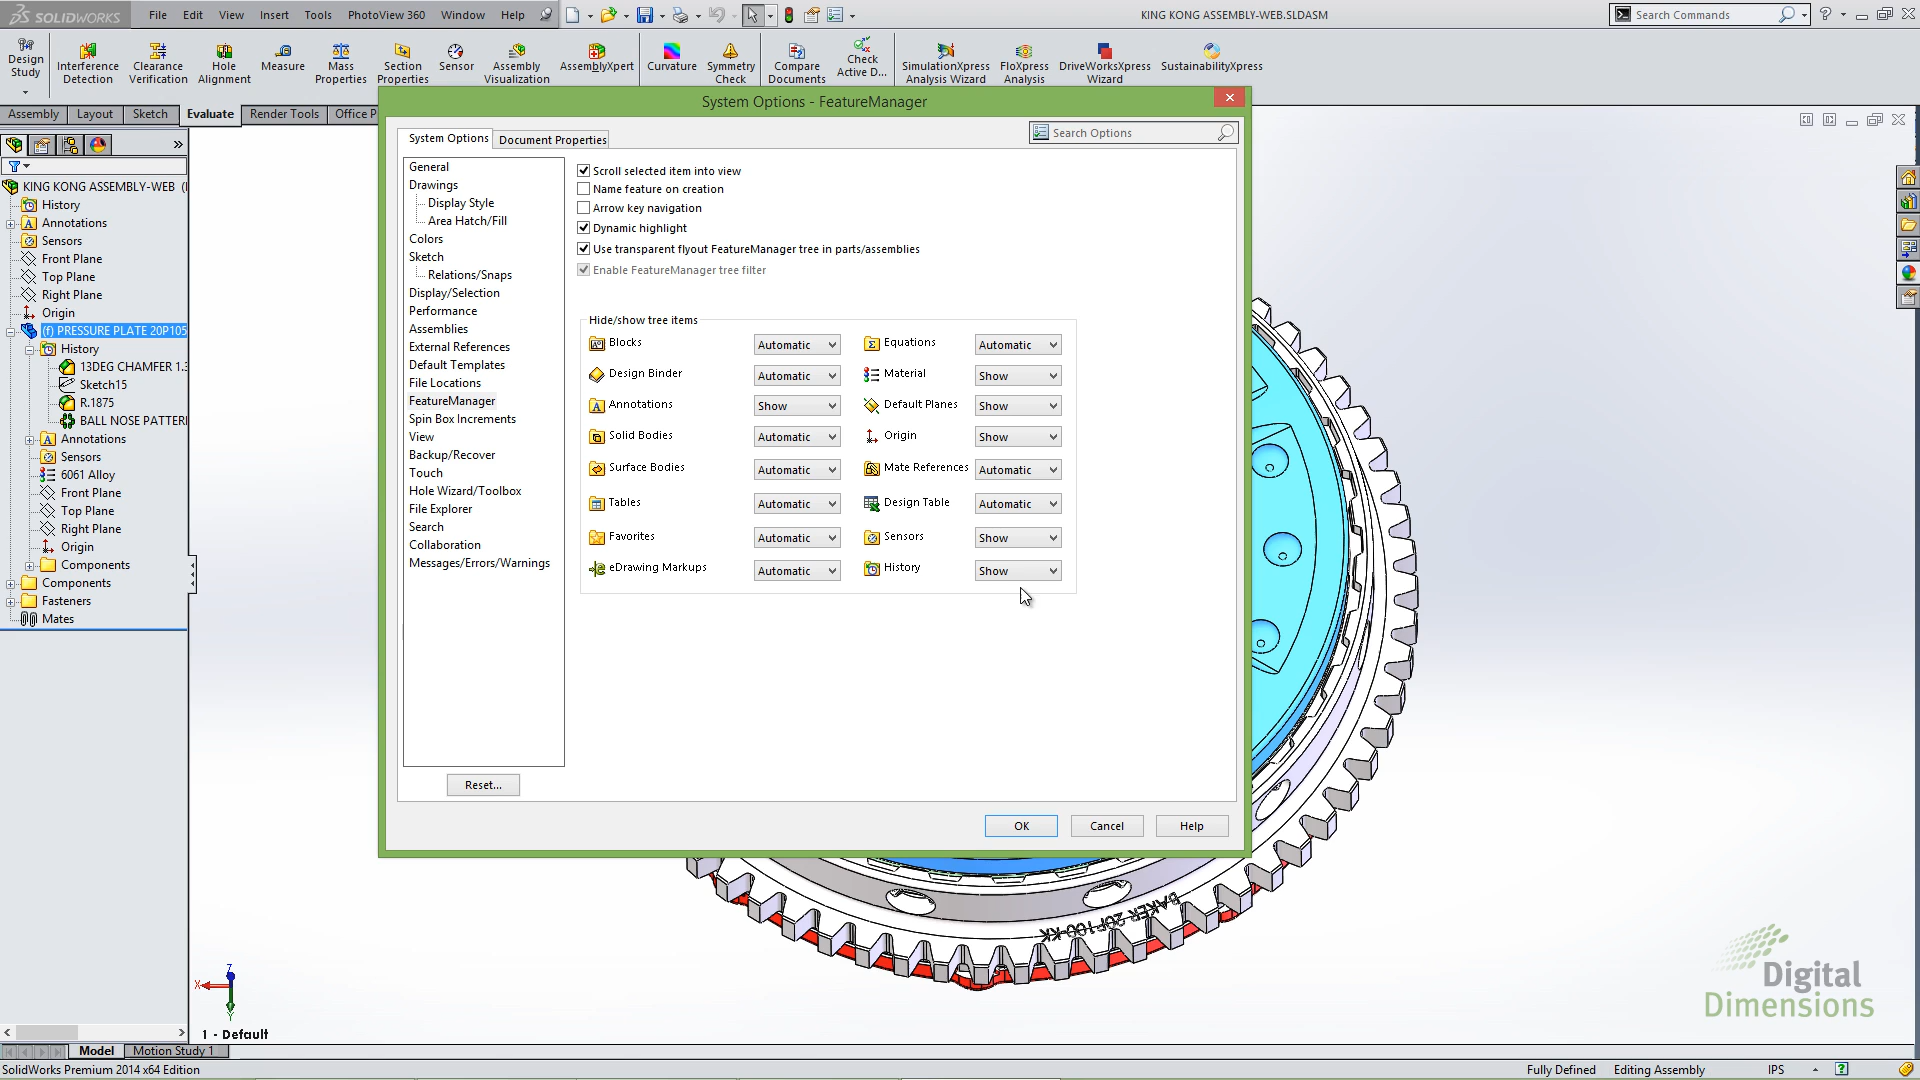 SOLIDWORKS File Edit View Insert Tools PhotoView 360 Window Help KING KONG ASSEMBLY-WEB.SLDASM Search Commands
Design Study
Interference Detection
Clearance Verification
Hole Alignment
Measure
Mass Properties
Section Properties
Sensor
Assembly Visualization
AssemblyXpert
Curvature
Symmetry Check
Compare Documents
Check Active D...
SimulationXpress Analysis Wizard
FloXpress Analysis
DriveWorksXpress Wizard
SustainabilityXpress
Assembly Layout Sketch Evaluate Render Tools Office P
KING KONG ASSEMBLY-WEB
History
Annotations
Sensors
Front Plane
Top Plane
Right Plane
Origin
(f) PRESSURE PLATE 20P105
History
13DEG CHAMFER 1.3
Sketch15
R.1875
BALL NOSE PATTERN
Annotations
Sensors
6061 Alloy
Front Plane
Top Plane
Right Plane
Origin
Components
Components
Fasteners
Mates
System Options - FeatureManager
System Options Document Properties
Search Options
General
Drawings
Display Style
Area Hatch/Fill
Colors
Sketch
Relations/Snaps
Display/Selection
Performance
Assemblies
External References
Default Templates
File Locations
FeatureManager
Spin Box Increments
View
Backup/Recover
Touch
Hole Wizard/Toolbox
File Explorer
Search
Collaboration
Messages/Errors/Warnings
Reset...
Scroll selected item into view
Name feature on creation
Arrow key navigation
Dynamic highlight
Use transparent flyout FeatureManager tree in parts/assemblies
Enable FeatureManager tree filter
Hide/show tree items
Blocks Automatic Equations Automatic
Design Binder Automatic Material Show
Annotations Show Default Planes Show
Solid Bodies Automatic Origin Show
Surface Bodies Automatic Mate References Automatic
Tables Automatic Design Table Automatic
Favorites Automatic Sensors Show
eDrawing Markups Automatic History Show
OK Cancel Help
BAKER 20F100-KK
Digital
Dimensions
Z
X
Y
1 - Default
Model Motion Study 1
SolidWorks Premium 2014 x64 Edition Fully Defined Editing Assembly IPS